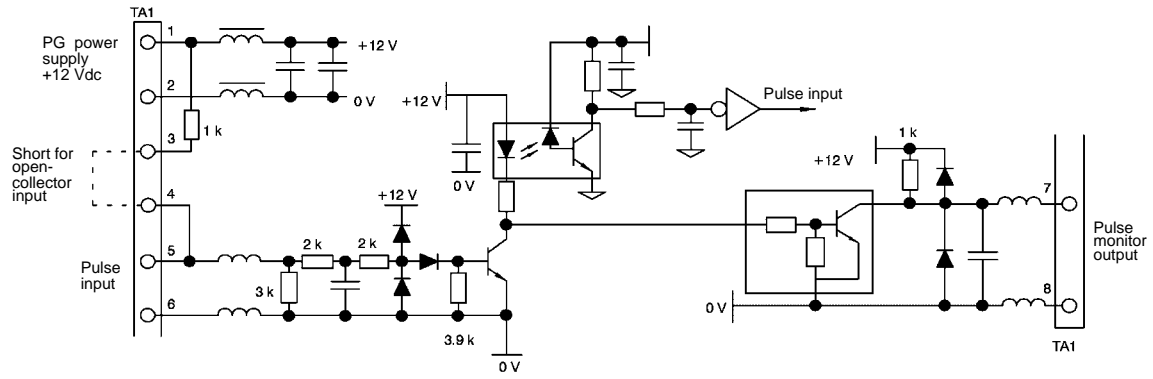 TA1
1
PG power
supply
+12 Vdc
+12 V
2
0 V
1 k
3
Short for
open-
collector
input
4
+12 V
0 V
Pulse input
+12 V
5
2 k
2 k
Pulse
input
3 k
6
3.9 k
0 V
1 k
+12 V
7
Pulse
monitor
output
0 V
8
TA1